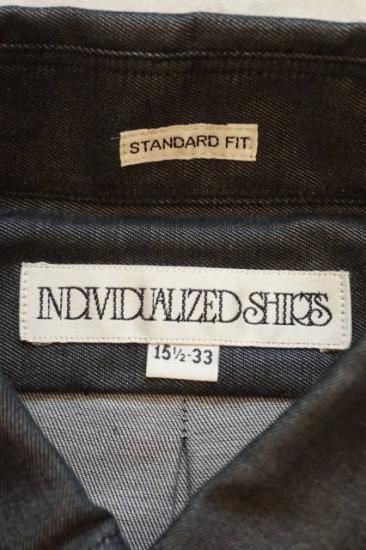 STANDARD FIT
INDIVIDUALIZED SHIRTS
15½-33